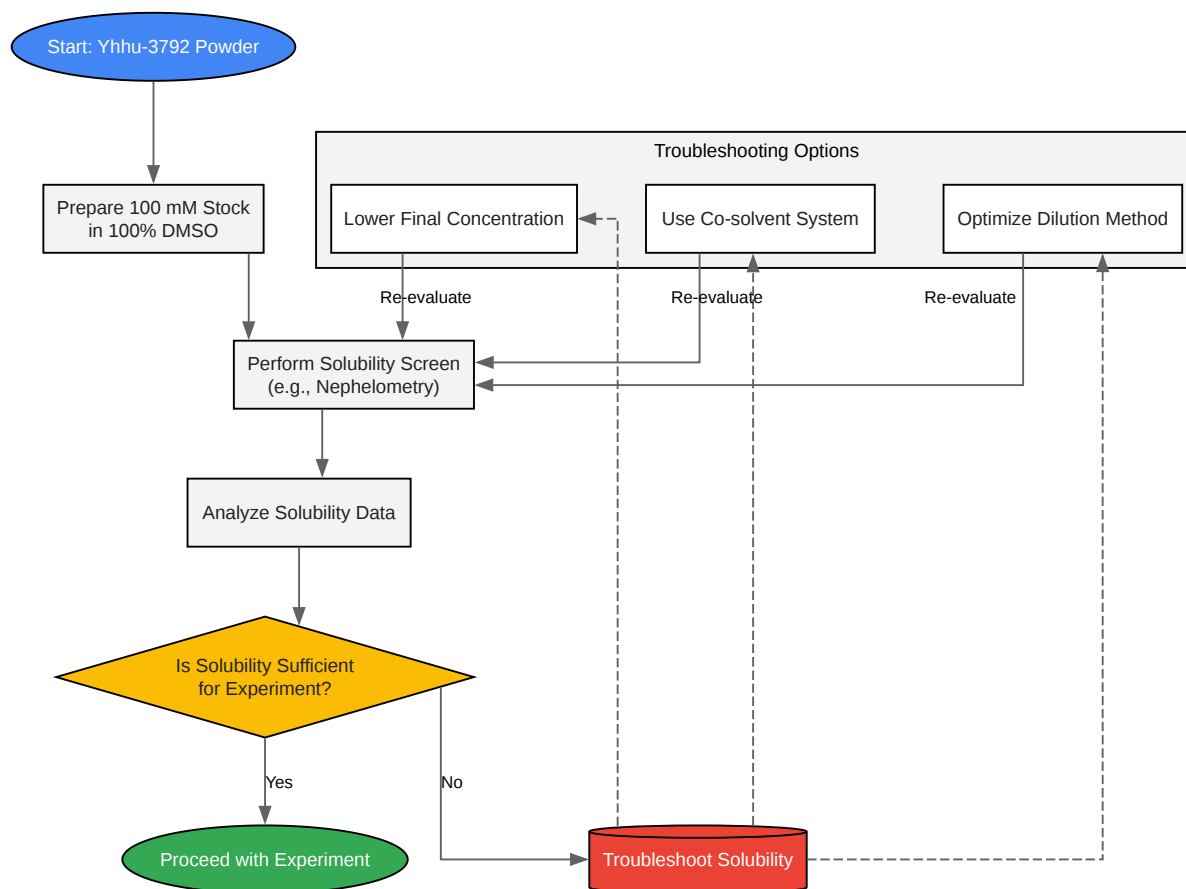 Start: Yhhu-3792 Powder
Troubleshooting Options
Prepare 100 mM Stock
in 100% DMSO
Lower Final Concentration
Use Co-solvent System
Optimize Dilution Method
Re-evaluate
Re-evaluate
Re-evaluate
Perform Solubility Screen
(e.g., Nephelometry)
Analyze Solubility Data
Is Solubility Sufficient
for Experiment?
Yes
No
Proceed with Experiment
Troubleshoot Solubility